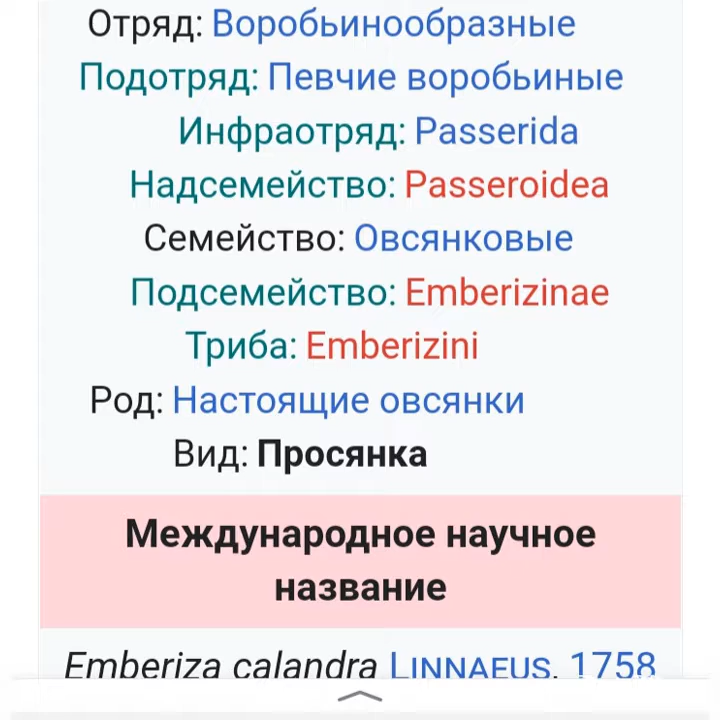 Отряд: Воробьинообразные
Подотряд: Певчие воробьиные
Инфраотряд: Passerida
Надсемейство: Passeroidea
Семейство: Овсянковые
Подсемейство: Emberizinae
Триба: Emberizini
Род: Настоящие овсянки
Вид: Просянка
Международное научное
название
Emberiza calandra LINNAEUS, 1758